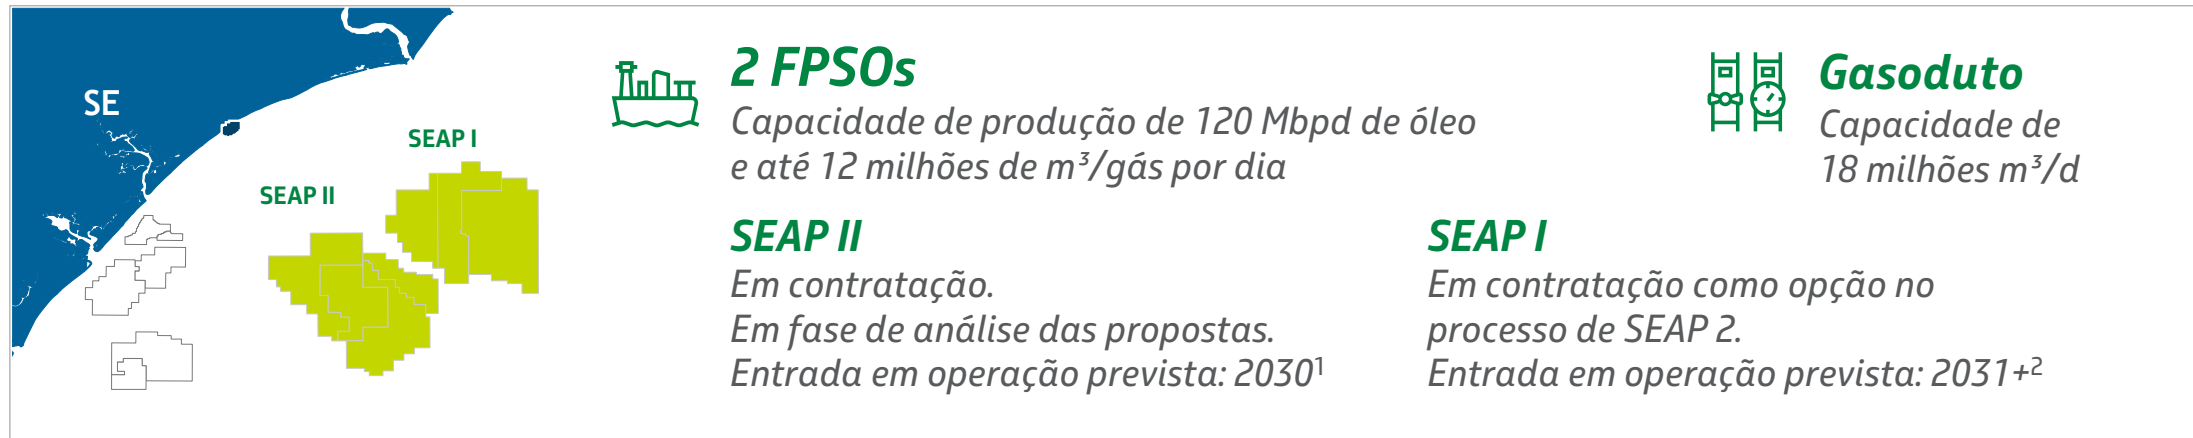 SE
SEAP I
SEAP II
2 FPSOs
Capacidade de produção de 120 Mbpd de óleo
e até 12 milhões de m³/gás por dia
Gasoduto
Capacidade de
18 milhões m³/d
SEAP II
Em contratação.
Em fase de análise das propostas.
Entrada em operação prevista: 2030¹
SEAP I
Em contratação como opção no
processo de SEAP 2.
Entrada em operação prevista: 2031+²